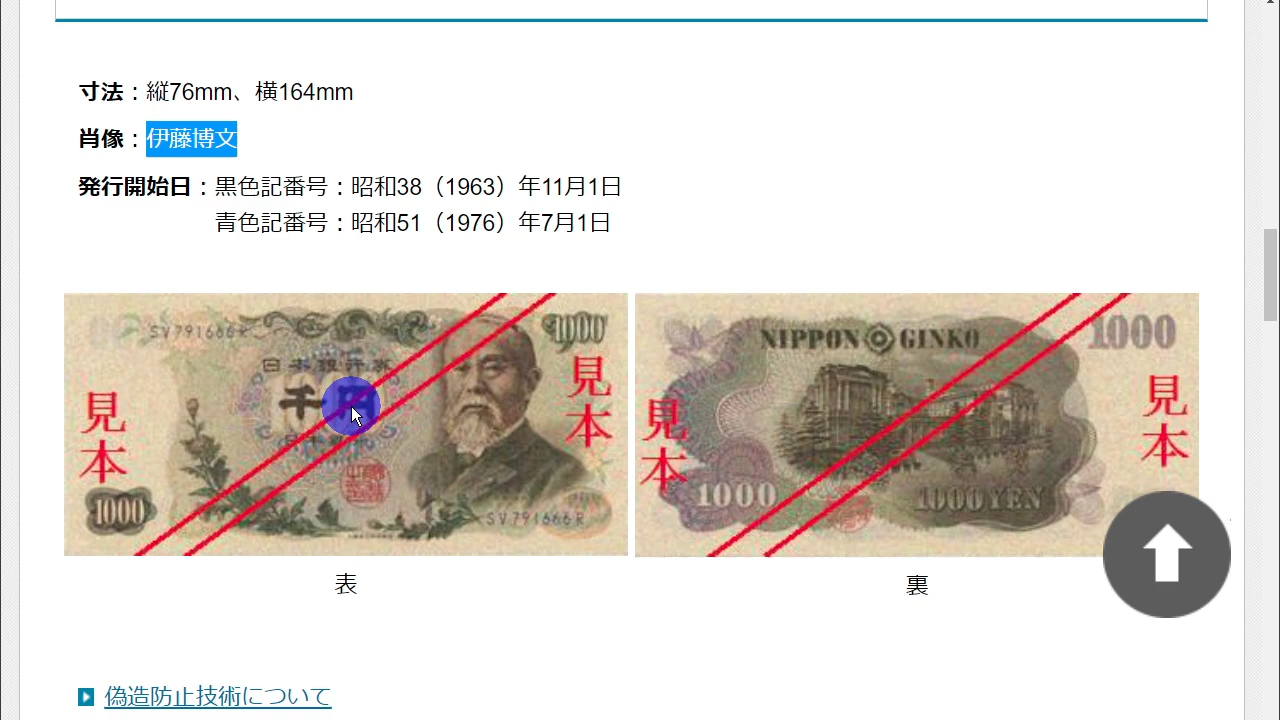 寸法：縦76mm、横164mm
肖像：伊藤博文
発行開始日：黒色記番号：昭和38（1963）年11月1日
青色記番号：昭和51（1976）年7月1日
SV791666R
1000
日本銀行券
千円
見本
見本
1000
SV791666R
NIPPON GINKO
1000
見本
見本
1000
1000 YEN
表
裏
偽造防止技術について